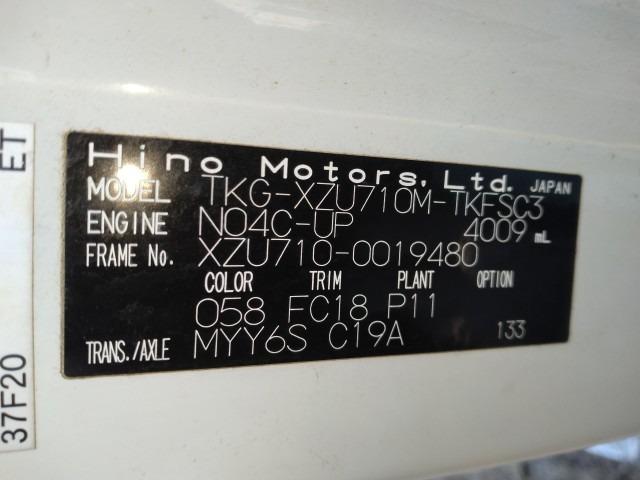 Hino Motors, Ltd. JAPAN
MODEL TKG-XZU710M-TKFSC3
ENGINE N04C-UP 4009 mL
FRAME No. XZU710-0019480
COLOR TRIM PLANT OPTION
058 FC18 P11
TRANS./AXLE MYY6S C19A 133
ET
37F20